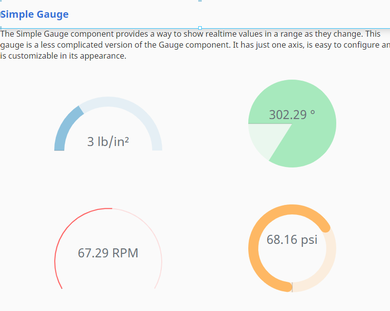 Simple Gauge
The Simple Gauge component provides a way to show realtime values in a range as they change. This
gauge is a less complicated version of the Gauge component. It has just one axis, is easy to configure an
is customizable in its appearance.
3 lb/in²
302.29 °
67.29 RPM
68.16 psi